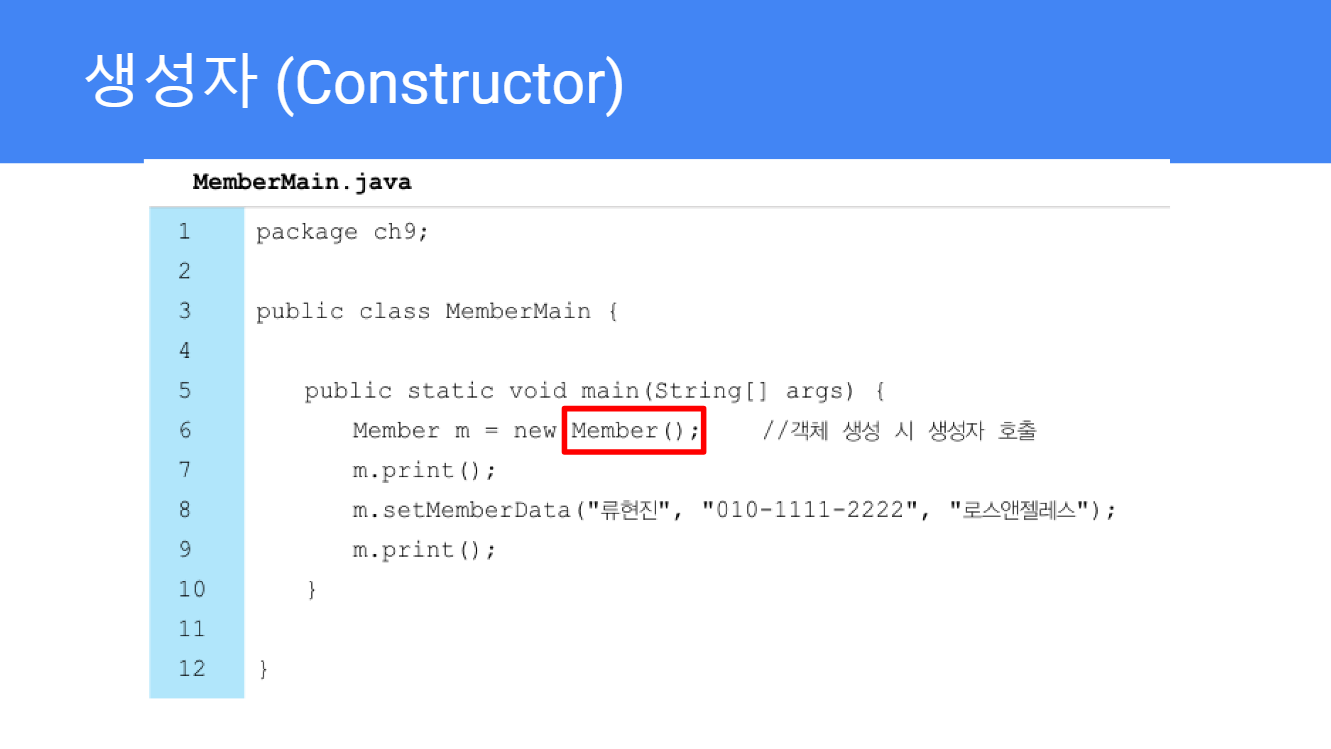 생성자 (Constructor)
MemberMain.java
1 package ch9;
2
3 public class MemberMain {
4
5 public static void main(String[] args) {
6 Member m = new Member(); //객체 생성 시 생성자 호출
7 m.print();
8 m.setMemberData("류현진", "010-1111-2222", "로스앤젤레스");
9 m.print();
10 }
11
12 }